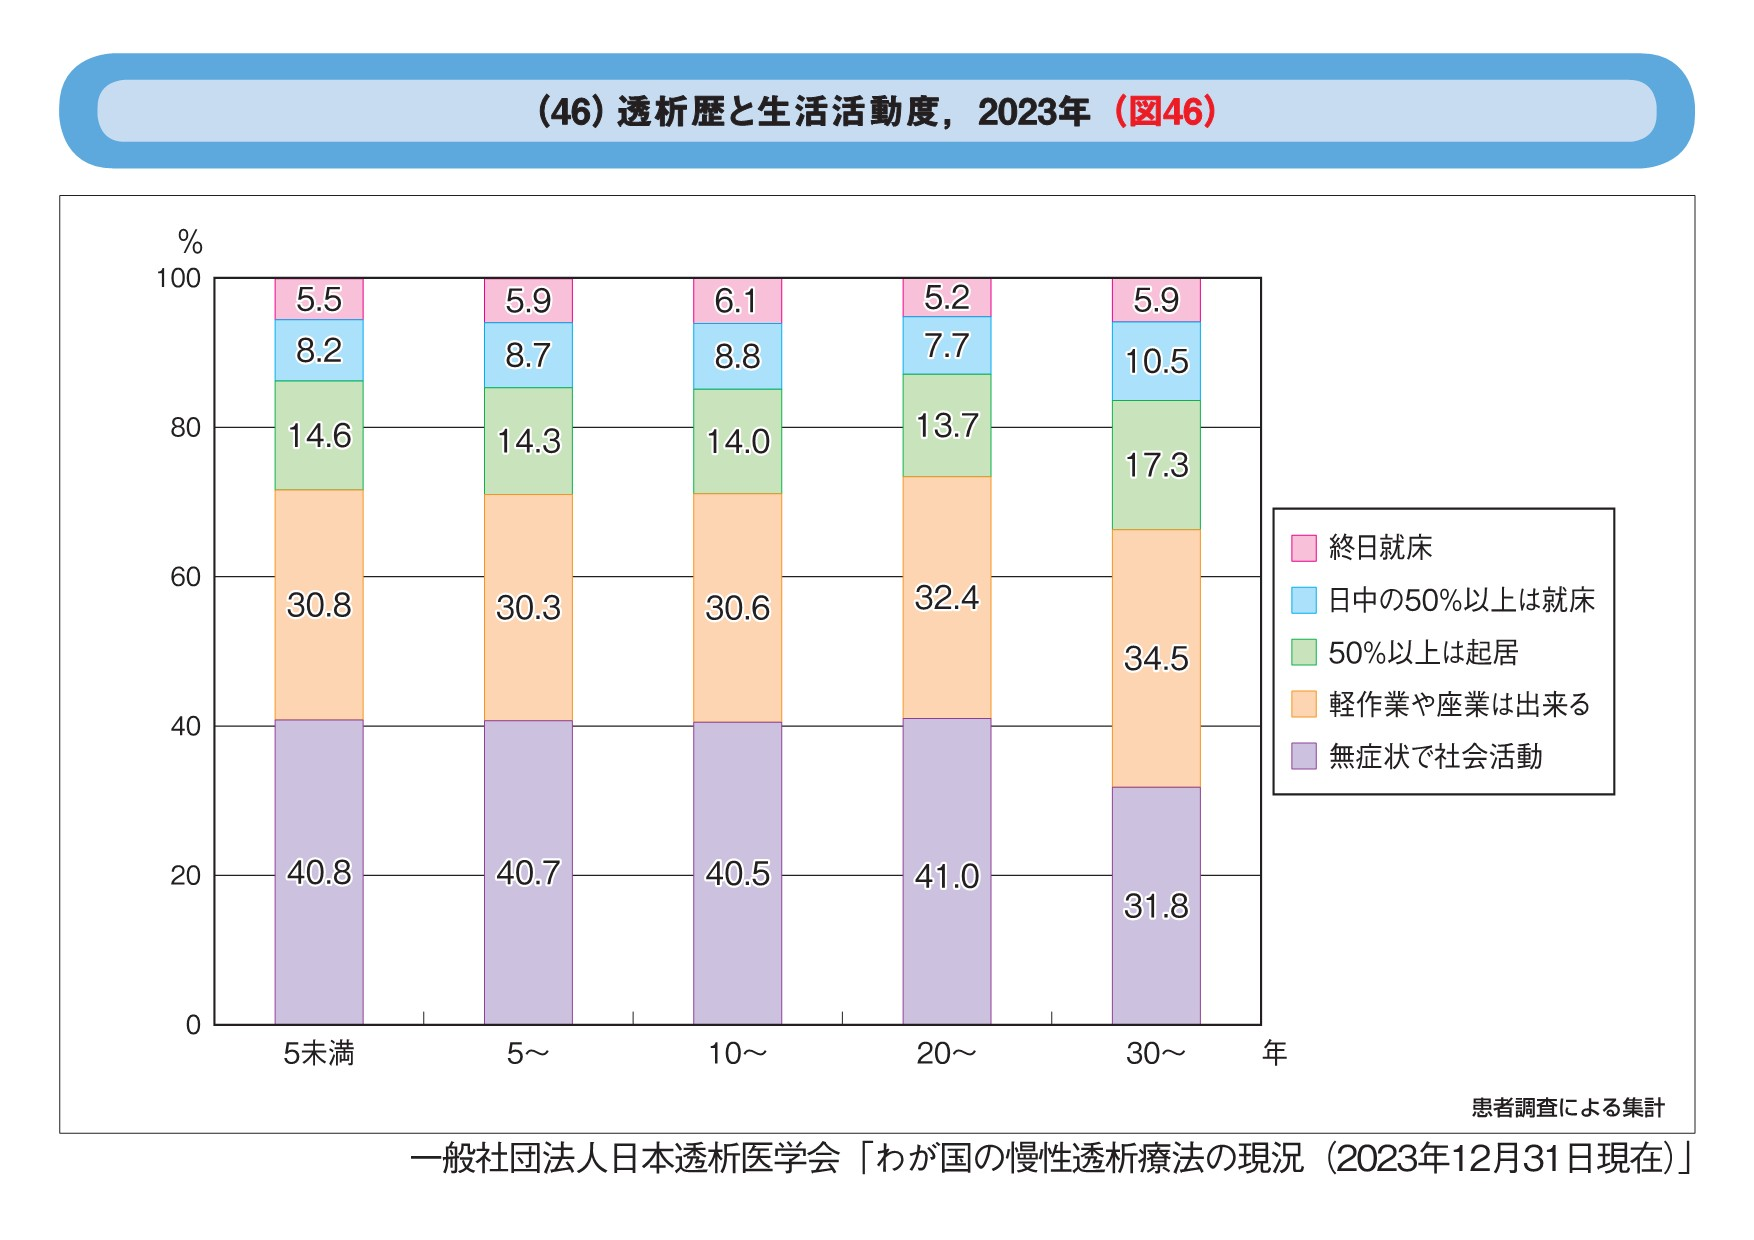 (46) 透析歴と生活活動度，2023年（図46）
%
100
80
60
40
20
0
5.5 5.9 6.1 5.2 5.9
8.2 8.7 8.8 7.7 10.5
14.6 14.3 14.0 13.7 17.3
30.8 30.3 30.6 32.4 34.5
40.8 40.7 40.5 41.0 31.8
5未満 5〜 10〜 20〜 30〜 年
終日就床
日中の50%以上は就床
50%以上は起居
軽作業や座業は出来る
無症状で社会活動
患者調査による集計
一般社団法人日本透析医学会「わが国の慢性透析療法の現況（2023年12月31日現在）」